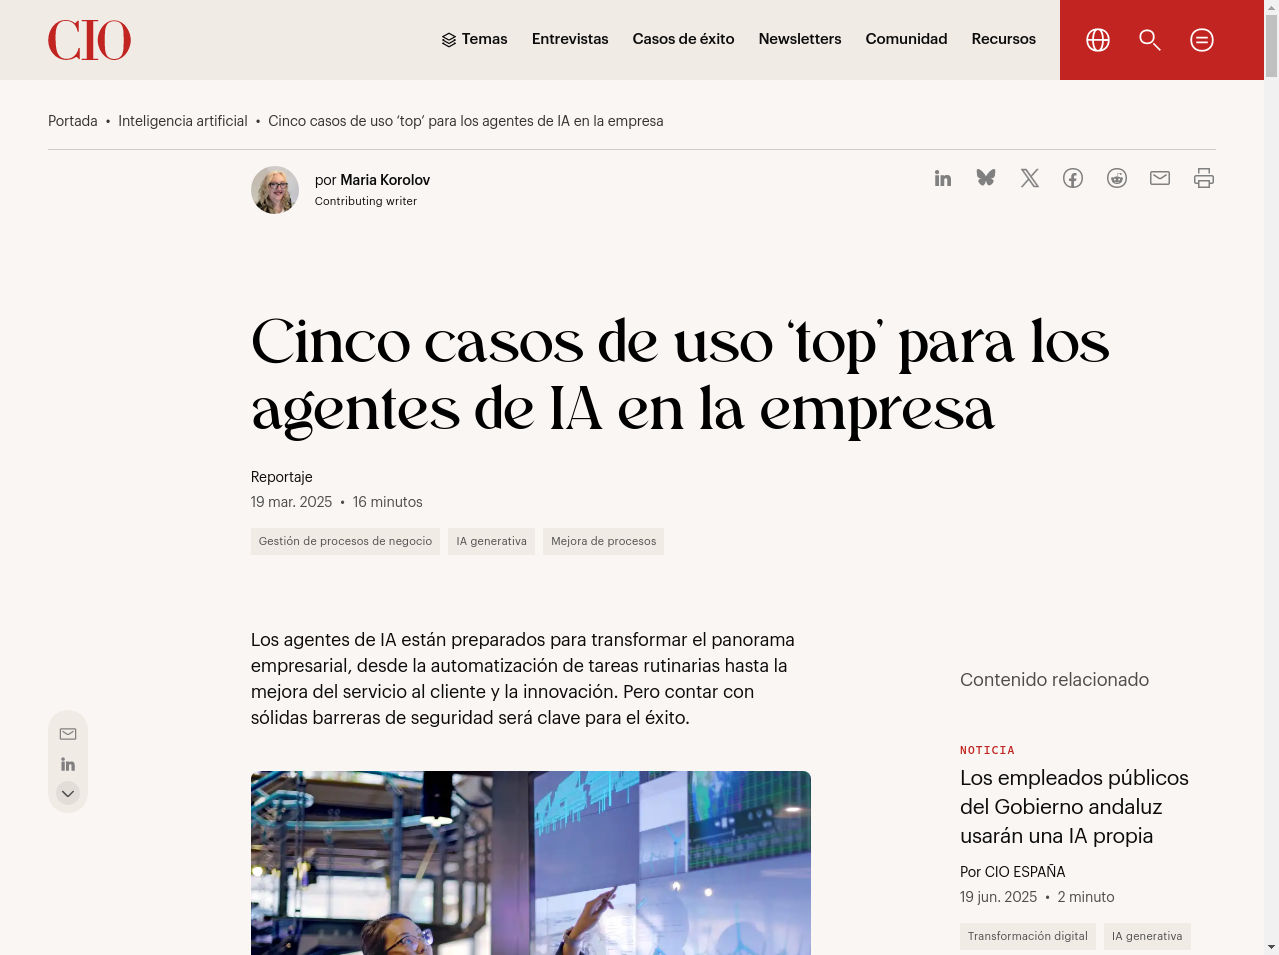 CIO
Temas
Entrevistas
Casos de éxito
Newsletters
Comunidad
Recursos
Portada • Inteligencia artificial • Cinco casos de uso ‘top’ para los agentes de IA en la empresa
por Maria Korolov
Contributing writer
Cinco casos de uso ‘top’ para los
agentes de IA en la empresa
Reportaje
19 mar. 2025 • 16 minutos
Gestión de procesos de negocio
IA generativa
Mejora de procesos
Los agentes de IA están preparados para transformar el panorama
empresarial, desde la automatización de tareas rutinarias hasta la
mejora del servicio al cliente y la innovación. Pero contar con
sólidas barreras de seguridad será clave para el éxito.
Contenido relacionado
NOTICIA
Los empleados públicos
del Gobierno andaluz
usarán una IA propia
Por CIO ESPAÑA
19 jun. 2025 • 2 minuto
Transformación digital
IA generativa